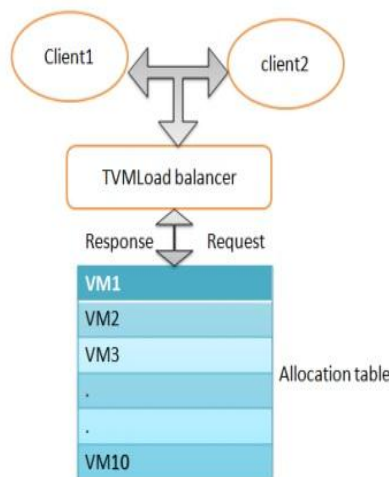 Client1
client2
TVMLoad balancer
Response
Request
VM1
VM2
VM3
.
.
VM10
Allocation table